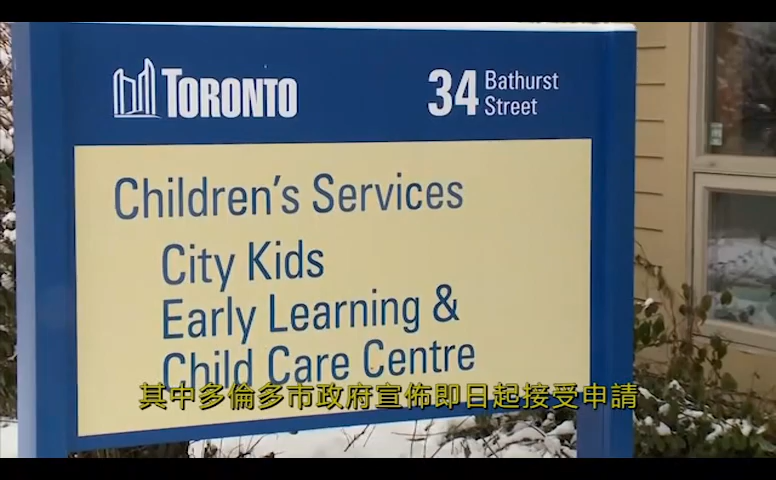 TORONTO
34 Bathurst Street
Children's Services
City Kids
Early Learning &
Child Care Centre
其中多倫多市政府宣佈即日起接受申請